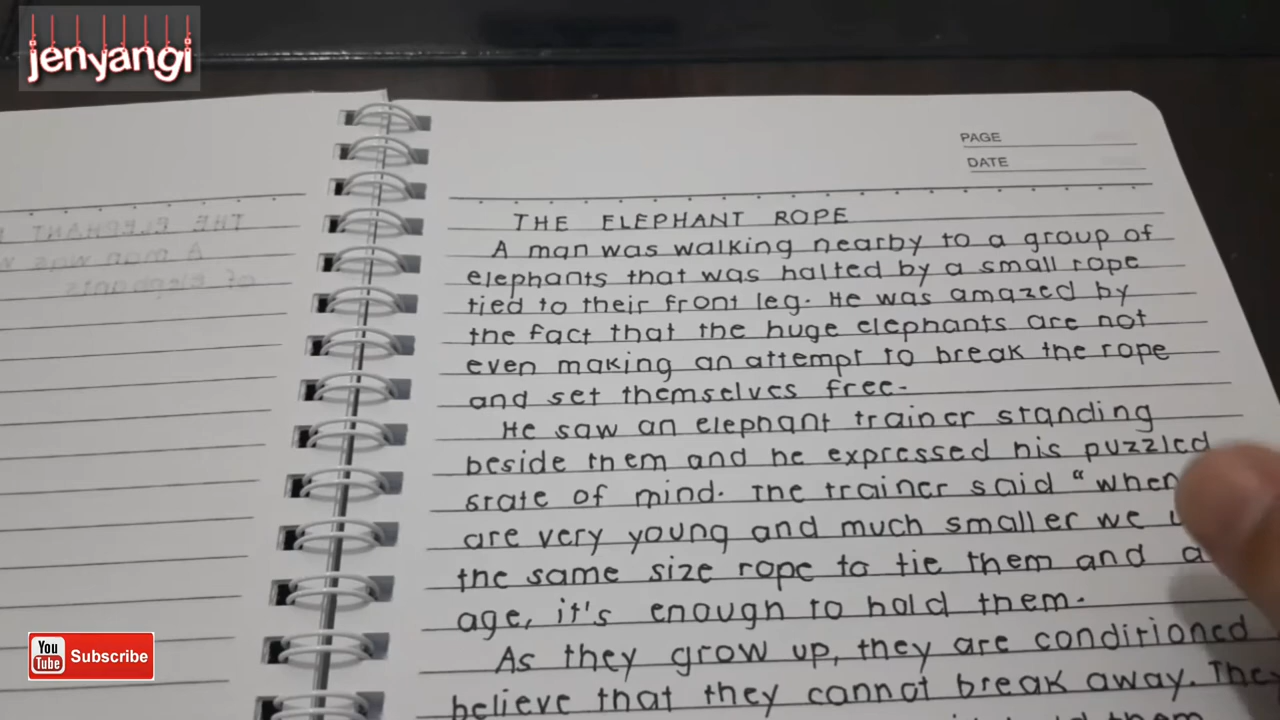 jenyangi
PAGE
DATE
THE ELEPHANT ROPE
A man was walking nearby to a group of
elephants that was halted by a small rope
tied to their front leg. He was amazed by
the fact that the huge elephants are not
even making an attempt to break the rope
and set themselves free.
He saw an elephant trainer standing
beside them and he expressed his puzzled
state of mind. The trainer said “when
are very young and much smaller we
the same size rope to tie them and a
age, it's enough to hold them.
As they grow up, they are conditioned
believe that they cannot break away. They
hold them
You
Tube
Subscribe